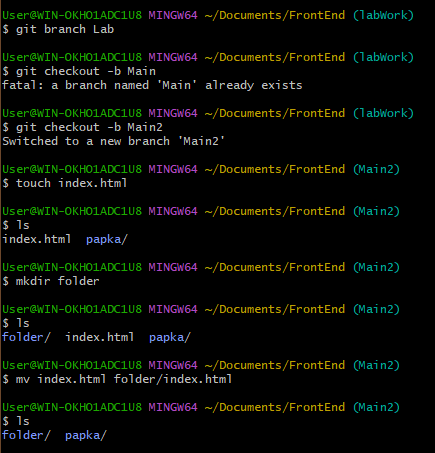 User@WIN-OKHO1ADC1U8 MINGW64 ~/Documents/FrontEnd (labWork)
$ git branch Lab
User@WIN-OKHO1ADC1U8 MINGW64 ~/Documents/FrontEnd (labWork)
$ git checkout -b Main
fatal: a branch named 'Main' already exists
User@WIN-OKHO1ADC1U8 MINGW64 ~/Documents/FrontEnd (labWork)
$ git checkout -b Main2
Switched to a new branch 'Main2'
User@WIN-OKHO1ADC1U8 MINGW64 ~/Documents/FrontEnd (Main2)
$ touch index.html
User@WIN-OKHO1ADC1U8 MINGW64 ~/Documents/FrontEnd (Main2)
$ ls
index.html  papka/
User@WIN-OKHO1ADC1U8 MINGW64 ~/Documents/FrontEnd (Main2)
$ mkdir folder
User@WIN-OKHO1ADC1U8 MINGW64 ~/Documents/FrontEnd (Main2)
$ ls
folder/  index.html  papka/
User@WIN-OKHO1ADC1U8 MINGW64 ~/Documents/FrontEnd (Main2)
$ mv index.html folder/index.html
User@WIN-OKHO1ADC1U8 MINGW64 ~/Documents/FrontEnd (Main2)
$ ls
folder/  papka/